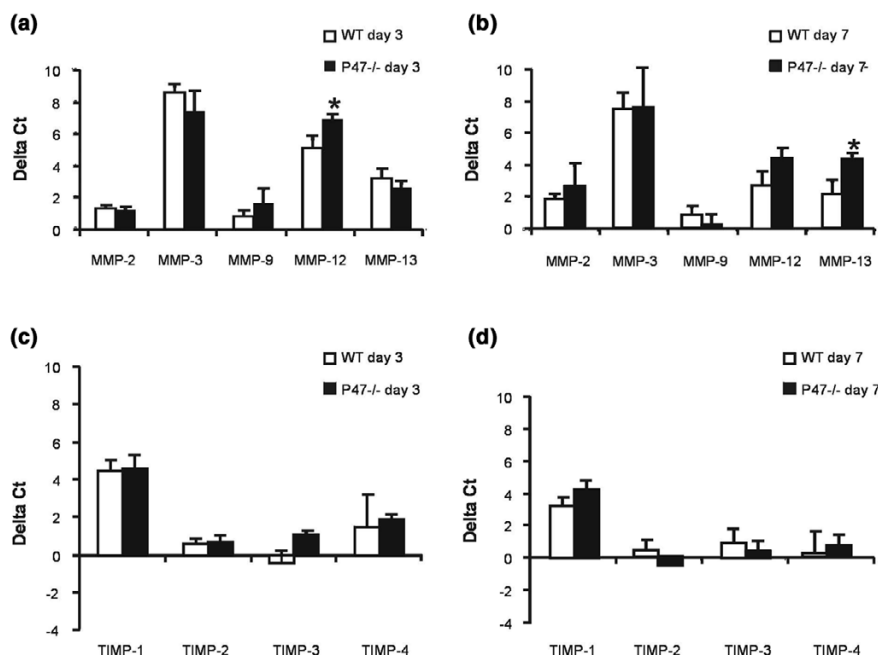 (a)
WT day 3
P47-/- day 3
Delta Ct
10
8
6
4
2
0
*
MMP-2 MMP-3 MMP-9 MMP-12 MMP-13
(b)
WT day 7
P47-/- day 7-
Delta Ct
10
8
6
4
2
0
*
MMP-2 MMP-3 MMP-9 MMP-12 MMP-13
(c)
WT day 3
P47-/- day 3
Delta Ct
10
8
6
4
2
0
-2
-4
TIMP-1 TIMP-2 TIMP-3 TIMP-4
(d)
WT day 7
P47-/- day 7
Delta Ct
10
8
6
4
2
0
-2
-4
TIMP-1 TIMP-2 TIMP-3 TIMP-4